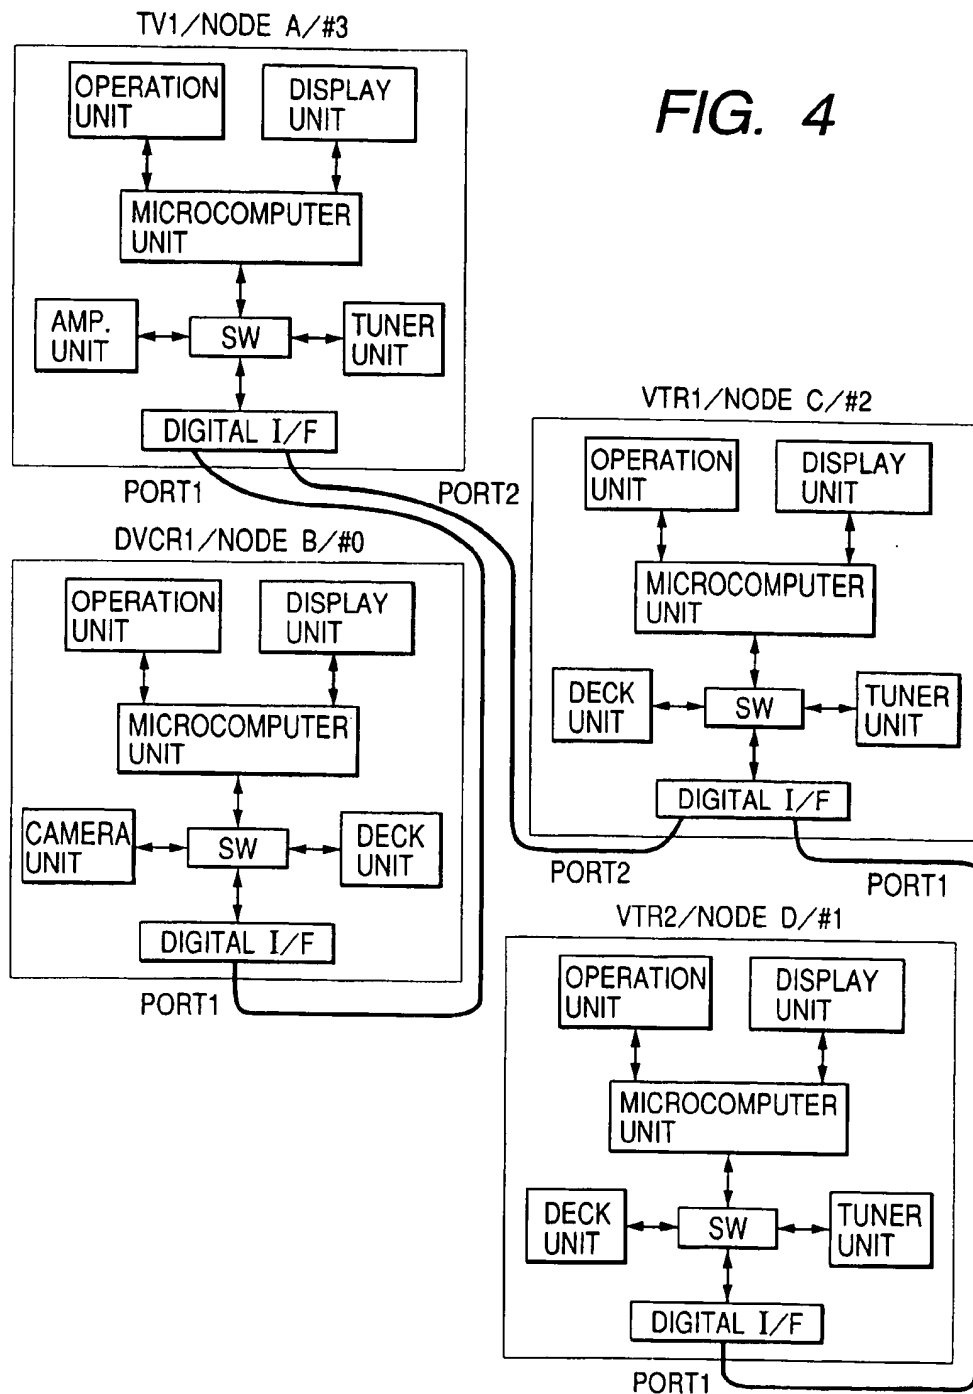 TV1/NODE A/#3
OPERATION
UNIT
DISPLAY
UNIT
FIG. 4
MICROCOMPUTER
UNIT
AMP.
UNIT
SW
TUNER
UNIT
DIGITAL I/F
PORT1
PORT2
VTR1/NODE C/#2
OPERATION
UNIT
DISPLAY
UNIT
MICROCOMPUTER
UNIT
DECK
UNIT
SW
TUNER
UNIT
DIGITAL I/F
PORT2
PORT1
DVCR1/NODE B/#0
OPERATION
UNIT
DISPLAY
UNIT
MICROCOMPUTER
UNIT
CAMERA
UNIT
SW
DECK
UNIT
DIGITAL I/F
PORT1
VTR2/NODE D/#1
OPERATION
UNIT
DISPLAY
UNIT
MICROCOMPUTER
UNIT
DECK
UNIT
SW
TUNER
UNIT
DIGITAL I/F
PORT1